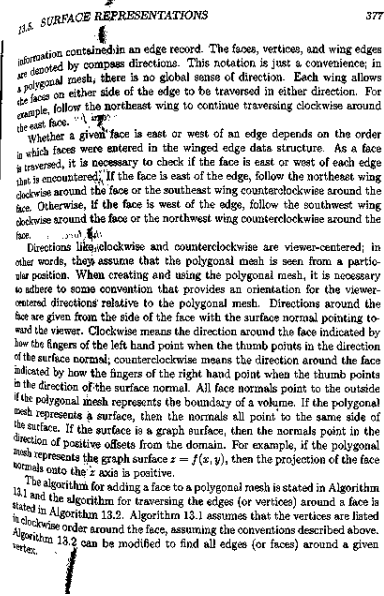 13.5. SURFACE REPRESENTATIONS 377
information contained in an edge record. The faces, vertices, and wing edges
are denoted by compass directions. This notation is just a convenience; in
a polygonal mesh, there is no global sense of direction. Each wing allows
the faces on either side of the edge to be traversed in either direction. For
example, follow the northeast wing to continue traversing clockwise around
the east face.
Whether a given face is east or west of an edge depends on the order
in which faces were entered in the winged edge data structure. As a face
is traversed, it is necessary to check if the face is east or west of each edge
that is encountered. If the face is east of the edge, follow the northeast wing
clockwise around the face or the southeast wing counterclockwise around the
face. Otherwise, if the face is west of the edge, follow the southwest wing
clockwise around the face or the northwest wing counterclockwise around the
face.
Directions like clockwise and counterclockwise are viewer-centered; in
other words, they assume that the polygonal mesh is seen from a partic-
ular position. When creating and using the polygonal mesh, it is necessary
to adhere to some convention that provides an orientation for the viewer-
centered directions relative to the polygonal mesh. Directions around the
face are given from the side of the face with the surface normal pointing to-
ward the viewer. Clockwise means the direction around the face indicated by
how the fingers of the left hand point when the thumb points in the direction
of the surface normal; counterclockwise means the direction around the face
indicated by how the fingers of the right hand point when the thumb points
in the direction of the surface normal. All face normals point to the outside
if the polygonal mesh represents the boundary of a volume. If the polygonal
mesh represents a surface, then the normals all point to the same side of
the surface. If the surface is a graph surface, then the normals point in the
direction of positive offsets from the domain. For example, if the polygonal
mesh represents the graph surface z = f(x, y), then the projection of the face
normals onto the z axis is positive.
The algorithm for adding a face to a polygonal mesh is stated in Algorithm
13.1 and the algorithm for traversing the edges (or vertices) around a face is
stated in Algorithm 13.2. Algorithm 13.1 assumes that the vertices are listed
in clockwise order around the face, assuming the conventions described above.
Algorithm 13.2 can be modified to find all edges (or faces) around a given
vertex.